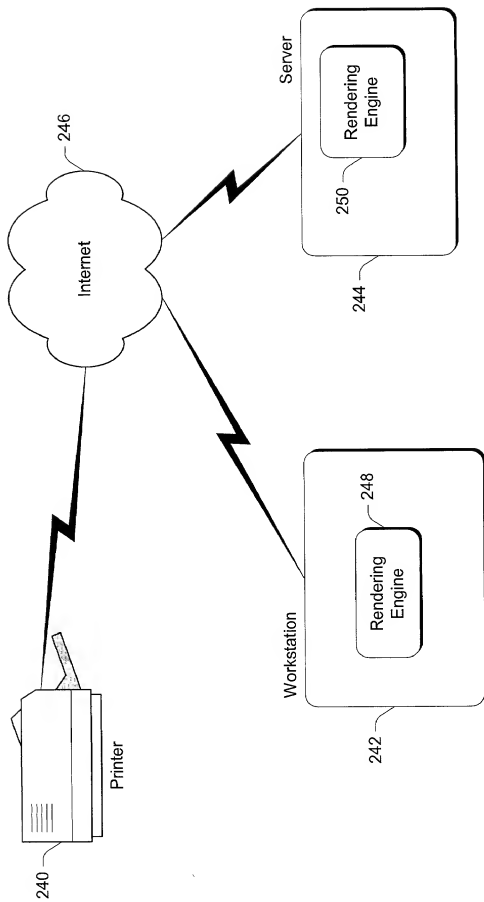 240
Printer
Internet
246
Workstation
Rendering
Engine
248
242
Server
Rendering
Engine
250
244